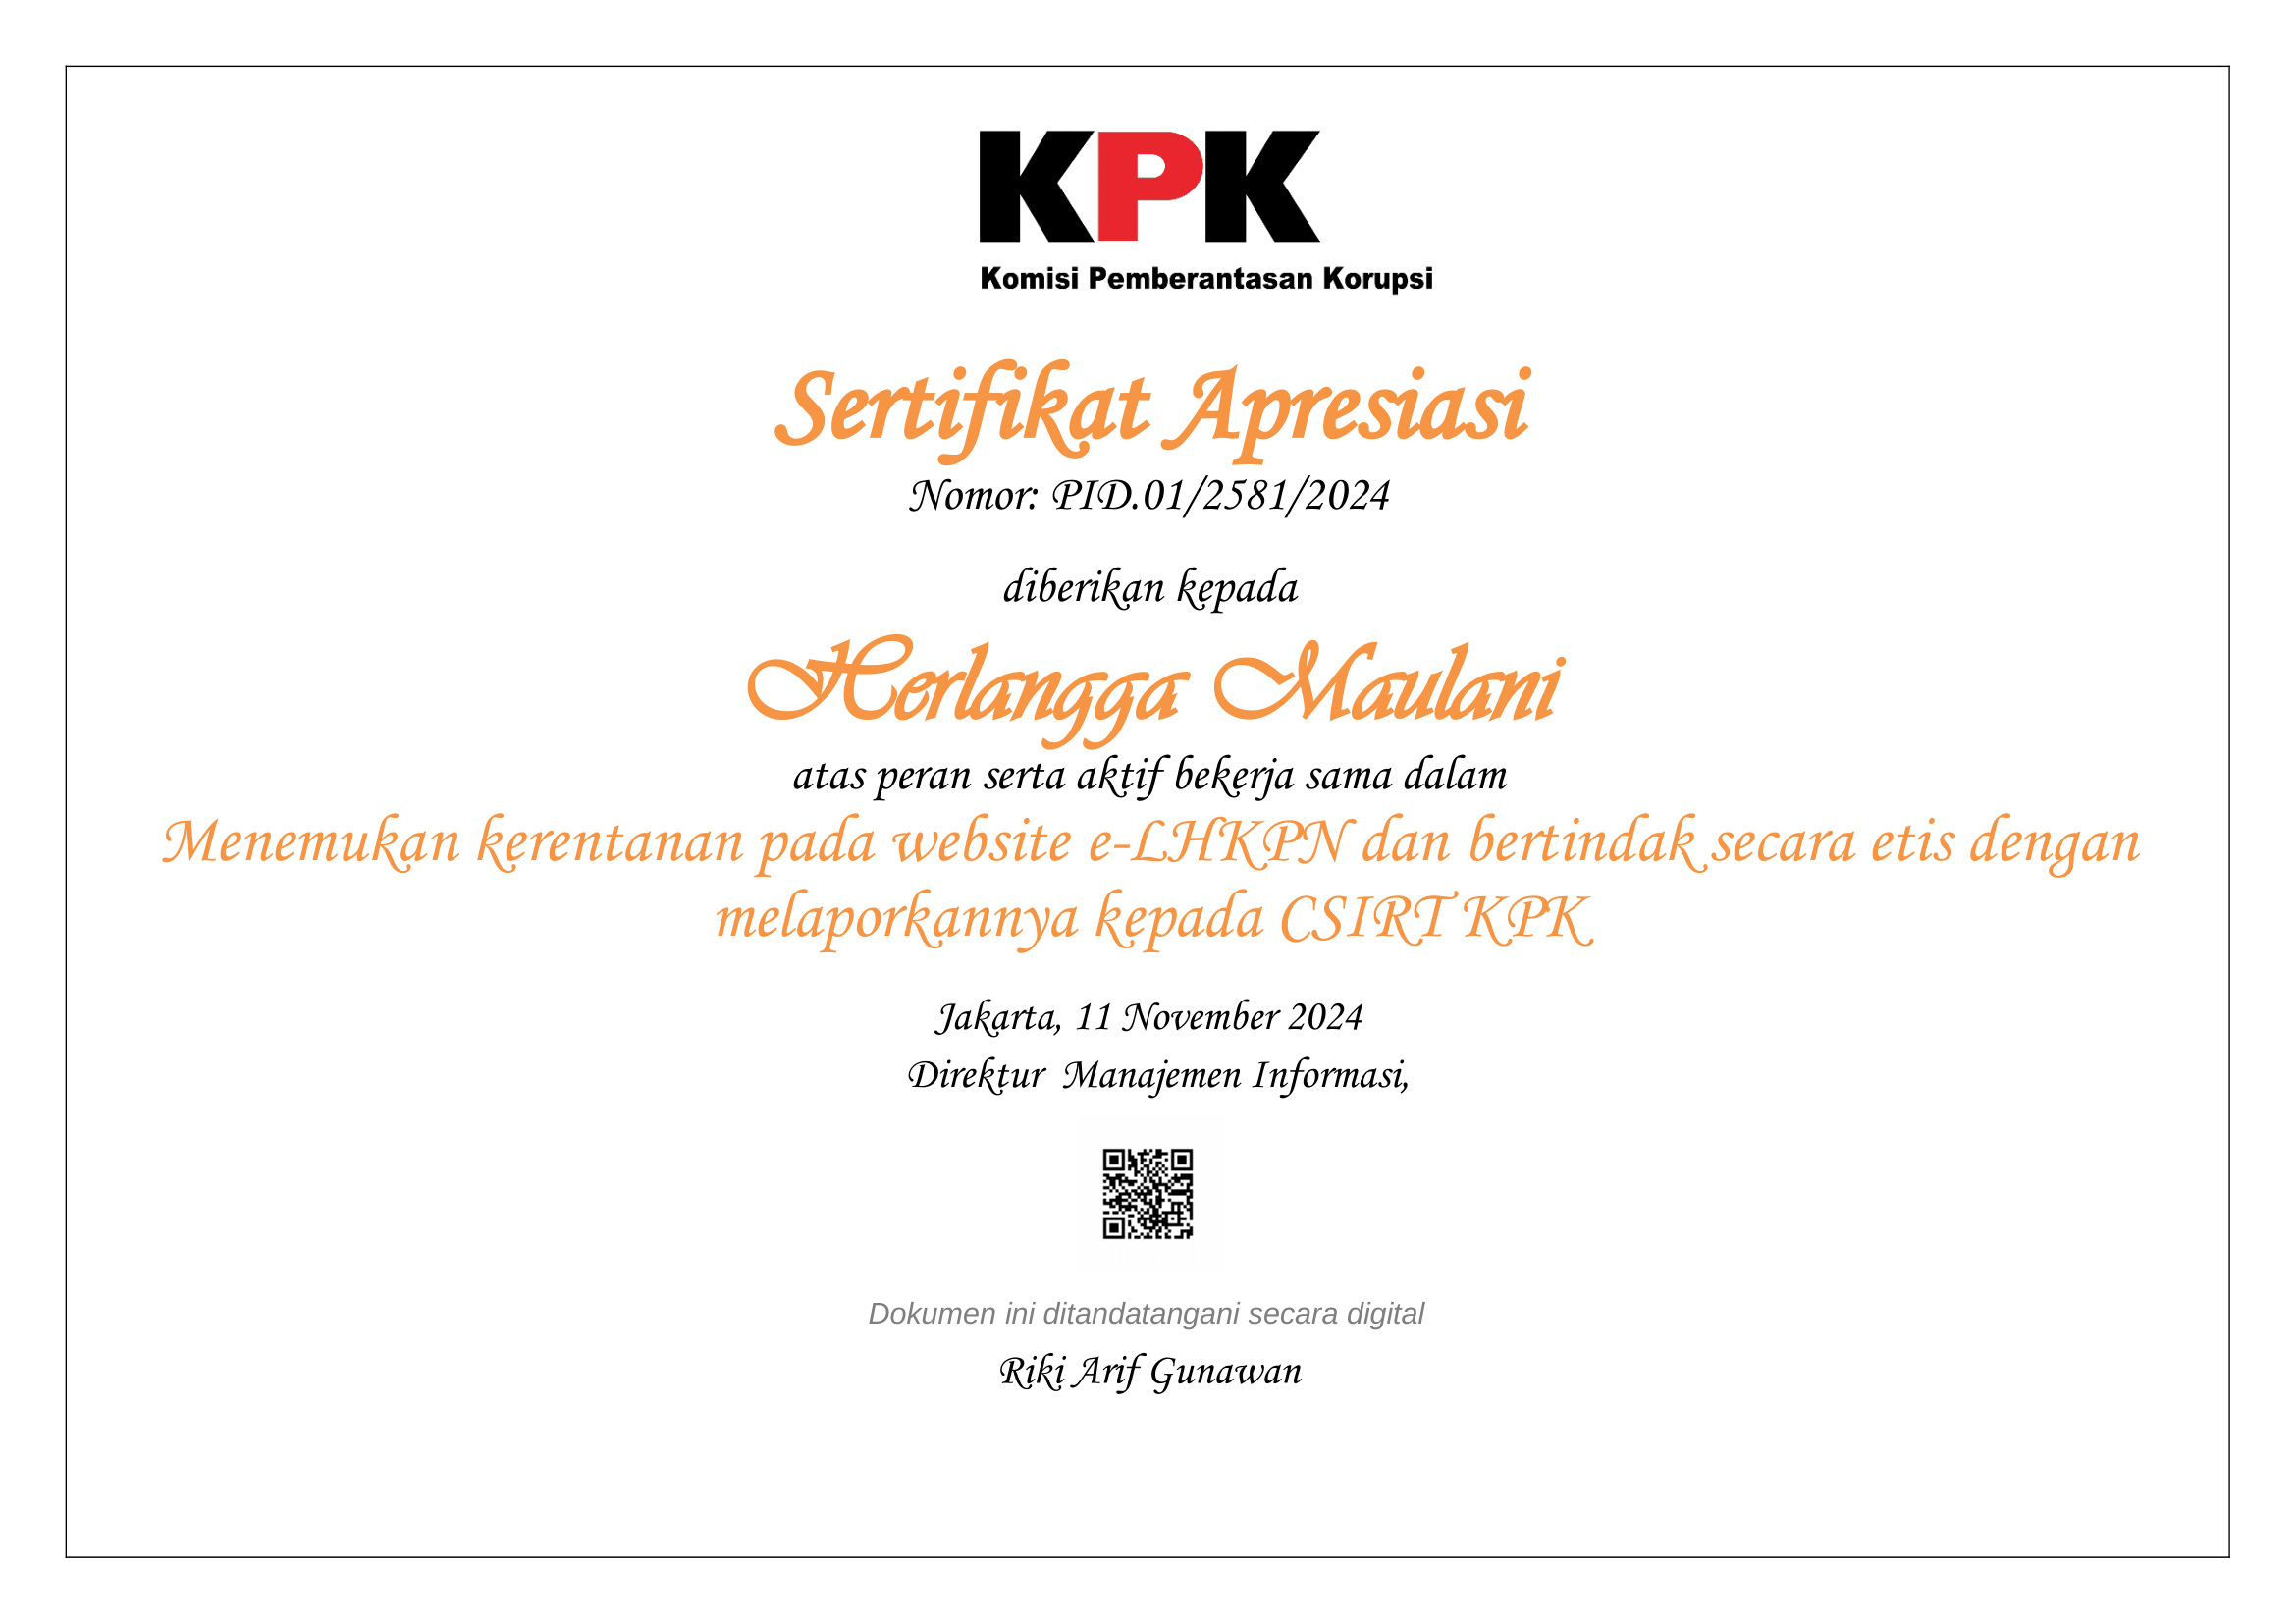 KPK
Komisi Pemberantasan Korupsi
Sertifikat Apresiasi
Nomor: PID.01/2581/2024
diberikan kepada
Herlangga Maulani
atas peran serta aktif bekerja sama dalam
Menemukan kerentanan pada website e-LHKPN dan bertindak secara etis dengan
melaporkannya kepada CSIRT KPK
Jakarta, 11 November 2024
Direktur Manajemen Informasi,
Dokumen ini ditandatangani secara digital
Riki Arif Gunawan